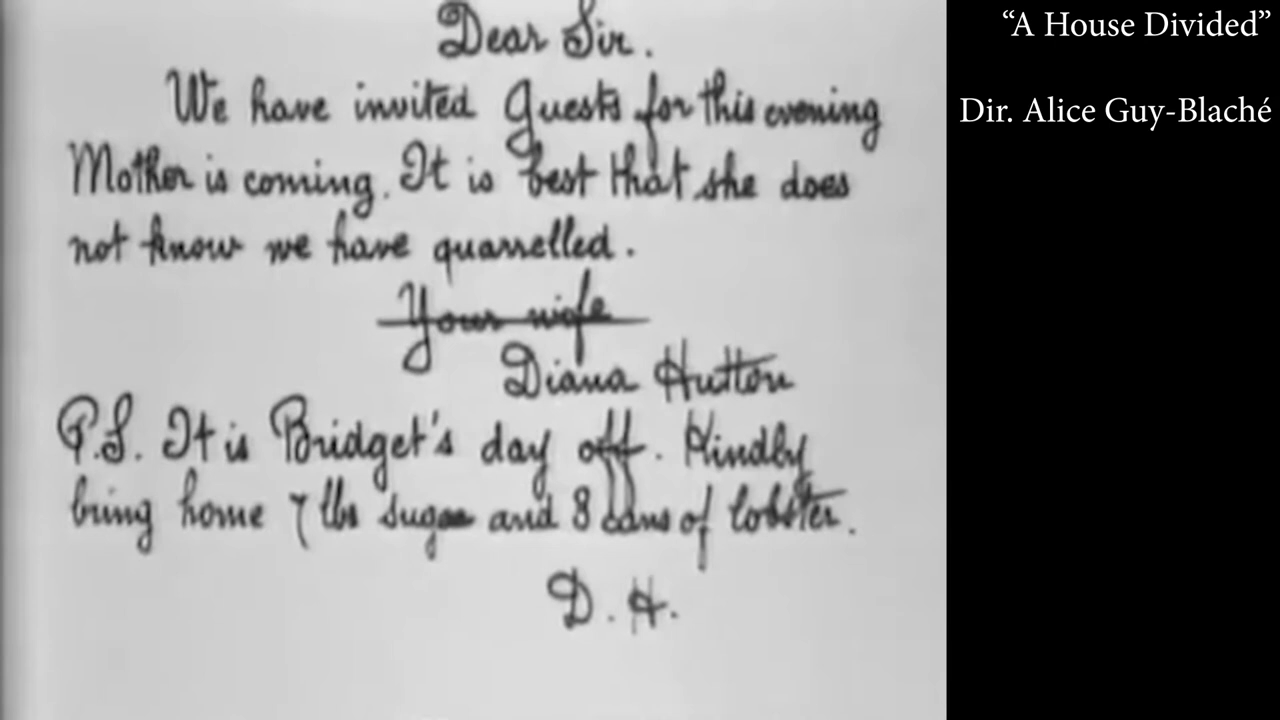 Dear Sir.
We have invited Guests for this evening
Mother is coming. It is best that she does
not know we have quarrelled.
Your wife
Diana Hutton
P.S. It is Bridget's day off. Kindly
bring home 7 lbs sugar and 8 cans of lobster.
D. H.
“A House Divided”
Dir. Alice Guy-Blaché